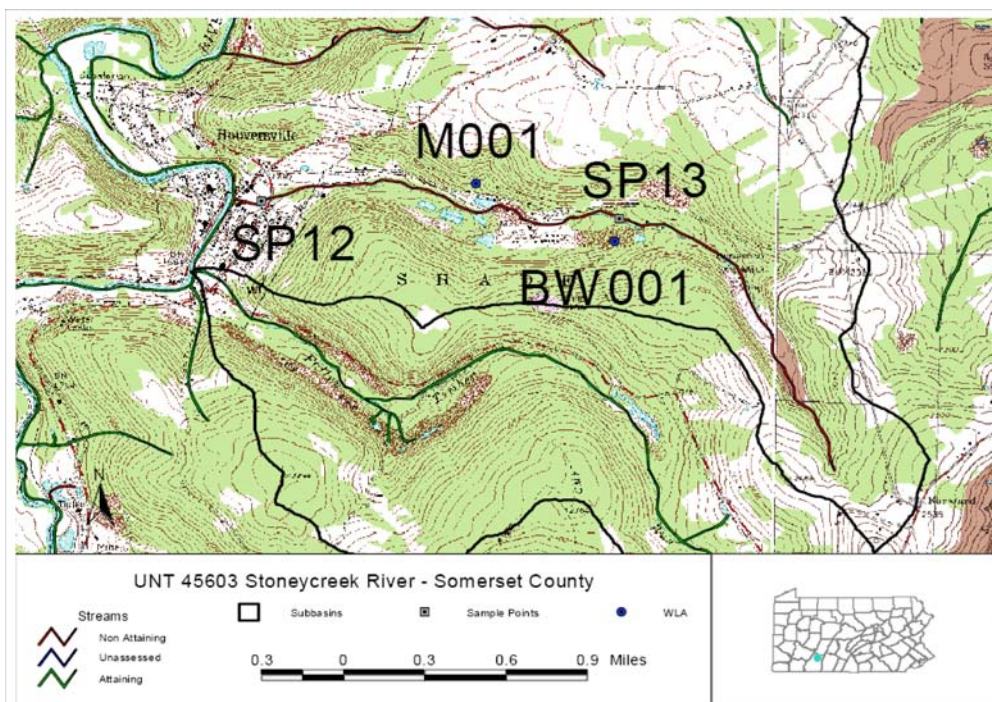 Hooversville
M001
SP13
SP12
S H A
BW001
N
UNT 45603 Stoneycreek River - Somerset County
Streams
Non Attaining
Unassessed
Attaining
Subbasins
Sample Points
WLA
0.3 0 0.3 0.6 0.9 Miles